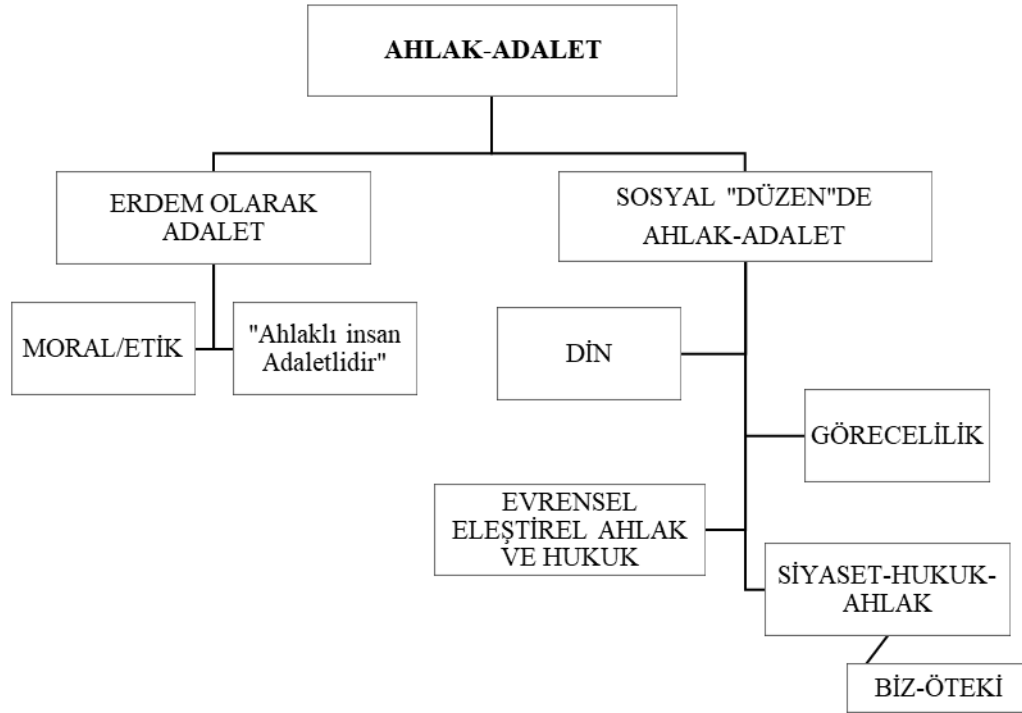 AHLAK-ADALET
ERDEM OLARAK
ADALET
SOSYAL "DÜZEN"DE
AHLAK-ADALET
MORAL/ETİK
"Ahlaklı insan
Adaletlidir"
DİN
GÖRECELİLİK
EVRENSEL
ELEŞTİREL AHLAK
VE HUKUK
SİYASET-HUKUK-
AHLAK
BİZ-ÖTEKİ